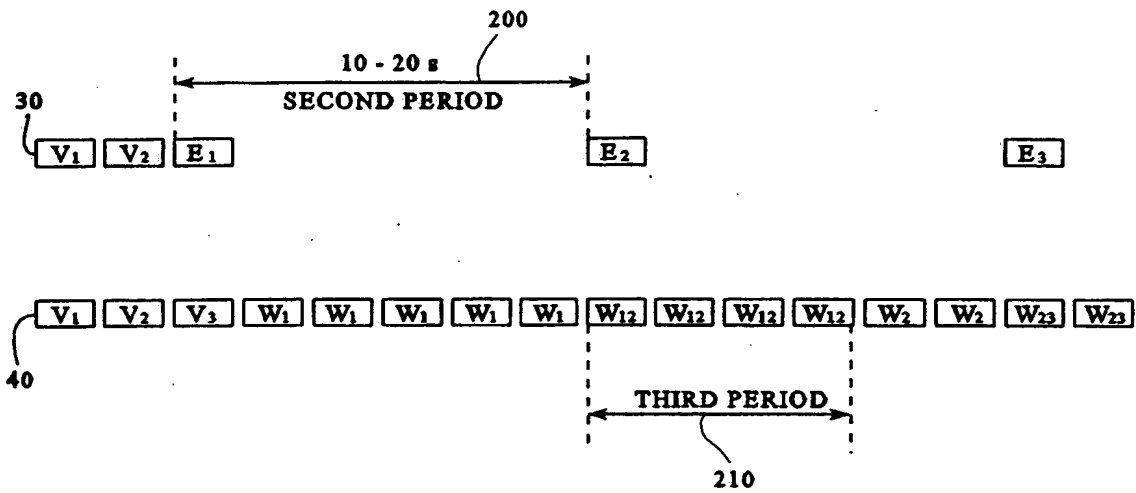 200
10 - 20 s
SECOND PERIOD
30
V₁ V₂ E₁ E₂ E₃
V₁ V₂ V₃ W₁ W₁ W₁ W₁ W₁ W₁₂ W₁₂ W₁₂ W₁₂ W₂ W₂ W₂₃ W₂₃
40
THIRD PERIOD
210